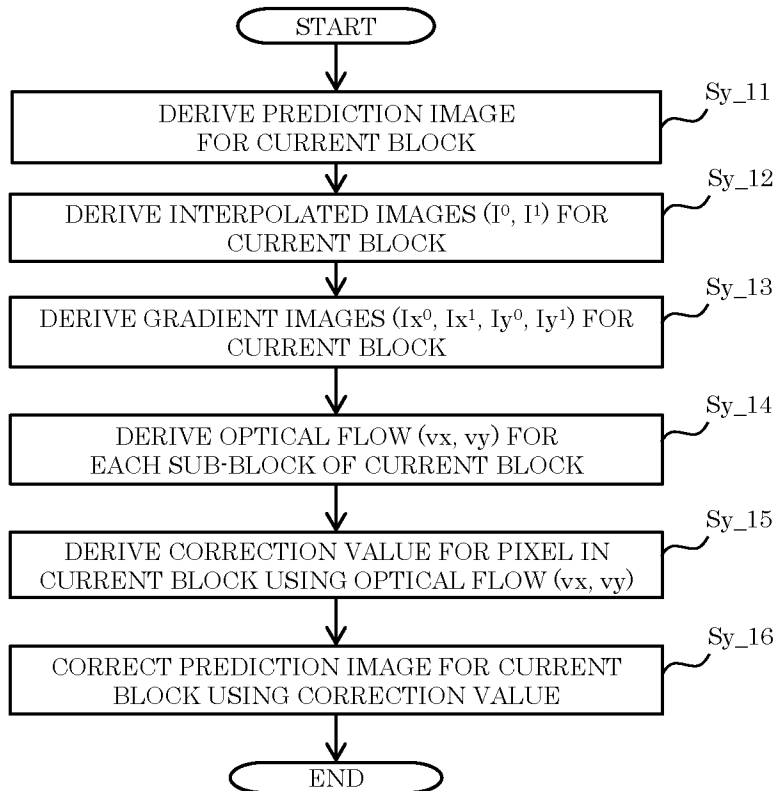 START
Sy_11
DERIVE PREDICTION IMAGE
FOR CURRENT BLOCK
Sy_12
DERIVE INTERPOLATED IMAGES (I⁰, I¹) FOR
CURRENT BLOCK
Sy_13
DERIVE GRADIENT IMAGES (Ix⁰, Ix¹, Iy⁰, Iy¹) FOR
CURRENT BLOCK
Sy_14
DERIVE OPTICAL FLOW (vx, vy) FOR
EACH SUB-BLOCK OF CURRENT BLOCK
Sy_15
DERIVE CORRECTION VALUE FOR PIXEL IN
CURRENT BLOCK USING OPTICAL FLOW (vx, vy)
Sy_16
CORRECT PREDICTION IMAGE FOR CURRENT
BLOCK USING CORRECTION VALUE
END